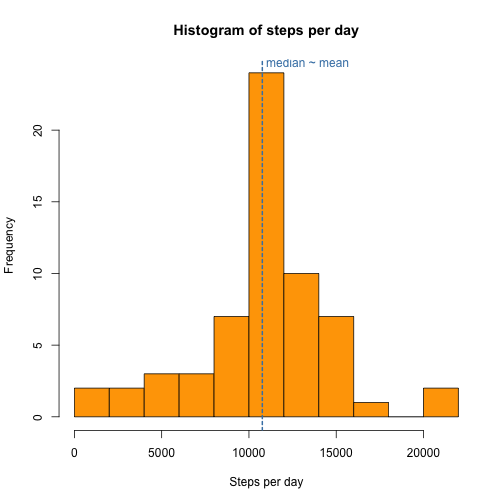 Histogram of steps per day
median ~ mean
20
15
10
5
0
Frequency
0 5000 10000 15000 20000
Steps per day